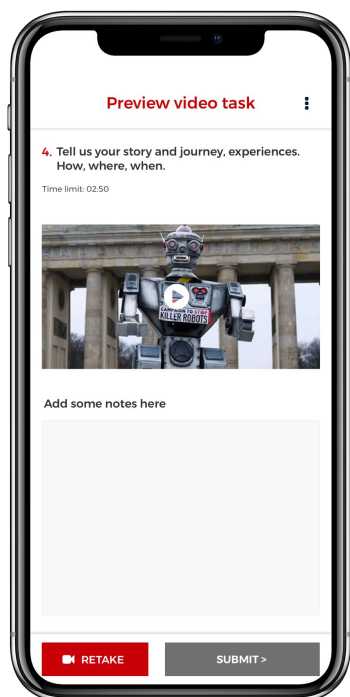 Preview video task
4. Tell us your story and journey, experiences.
How, where, when.
Time limit: 02:50
CAMPAIGN TO STOP
KILLER ROBOTS
Add some notes here
RETAKE
SUBMIT >